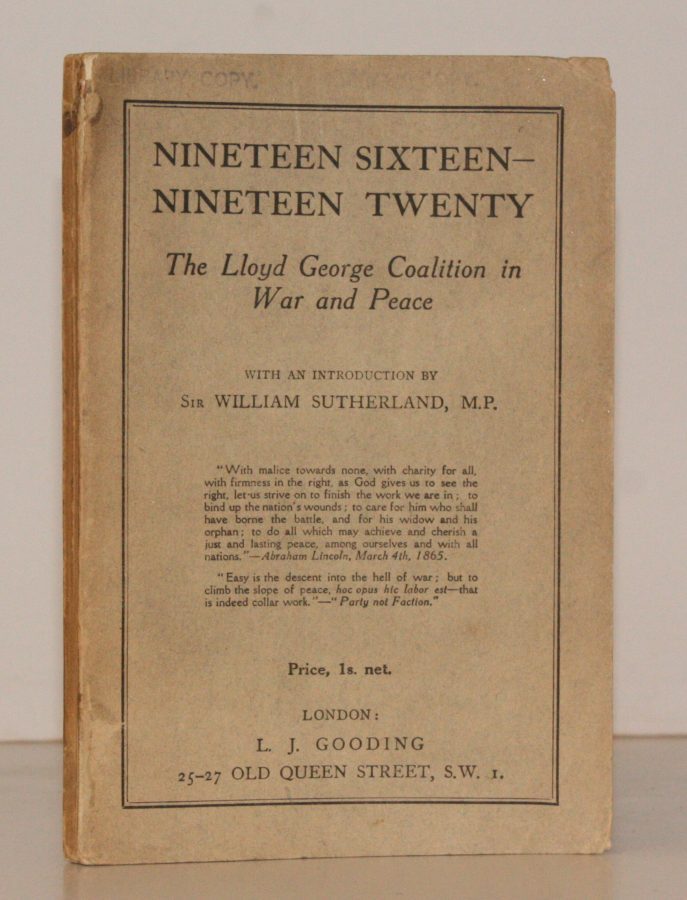 LIBRARY COPY.
NINETEEN SIXTEEN—
NINETEEN TWENTY
The Lloyd George Coalition in
War and Peace
WITH AN INTRODUCTION BY
SIR WILLIAM SUTHERLAND, M.P.
"With malice towards none, with charity for all,
with firmness in the right, as God gives us to see the
right, let us strive on to finish the work we are in; to
bind up the nation's wounds; to care for him who shall
have borne the battle, and for his widow and his
orphan; to do all which may achieve and cherish a
just and lasting peace, among ourselves and with all
nations."—Abraham Lincoln, March 4th, 1865.
"Easy is the descent into the hell of war; but to
climb the slope of peace, hoc opus hic labor est—that
is indeed collar work."—"Party not Faction."
Price, 1s. net.
LONDON:
L. J. GOODING
25-27 OLD QUEEN STREET, S.W. 1.